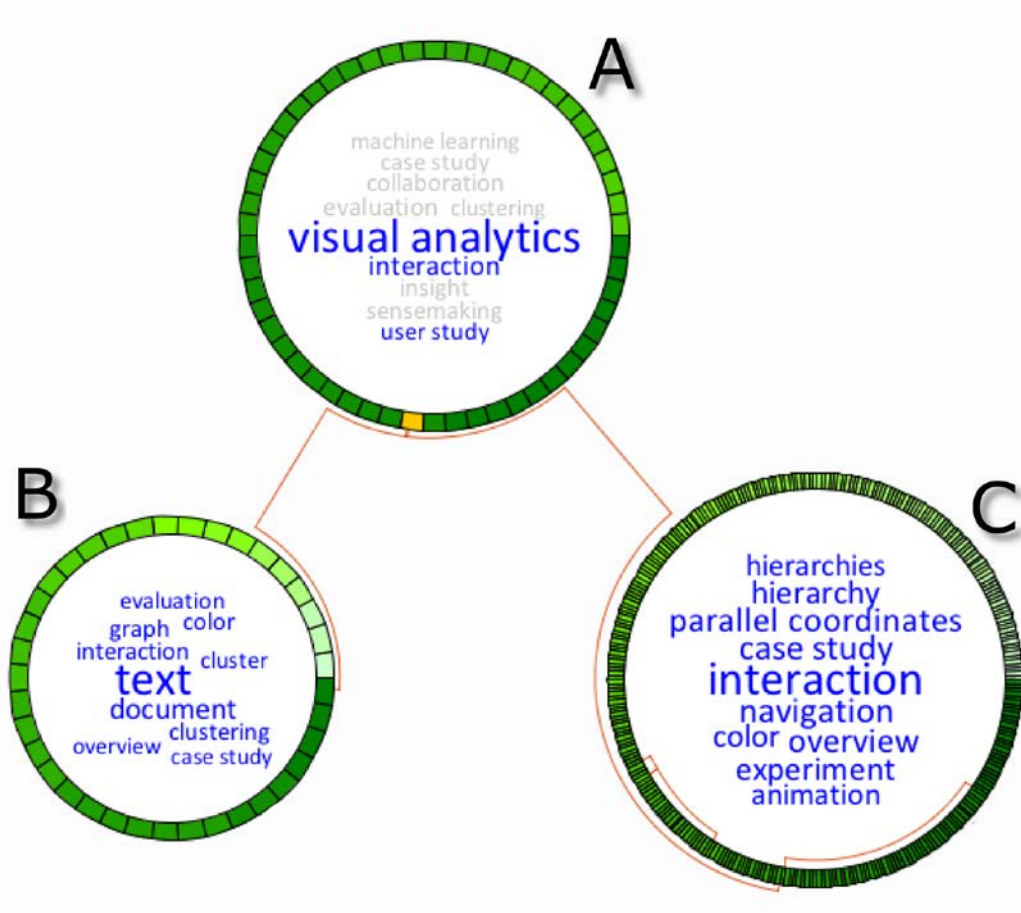 A
machine learning
case study
collaboration
evaluation clustering
visual analytics
interaction
insight
sensemaking
user study
B
evaluation
graph color
interaction cluster
text
document
clustering
overview case study
C
hierarchies
hierarchy
parallel coordinates
case study
interaction
navigation
color overview
experiment
animation